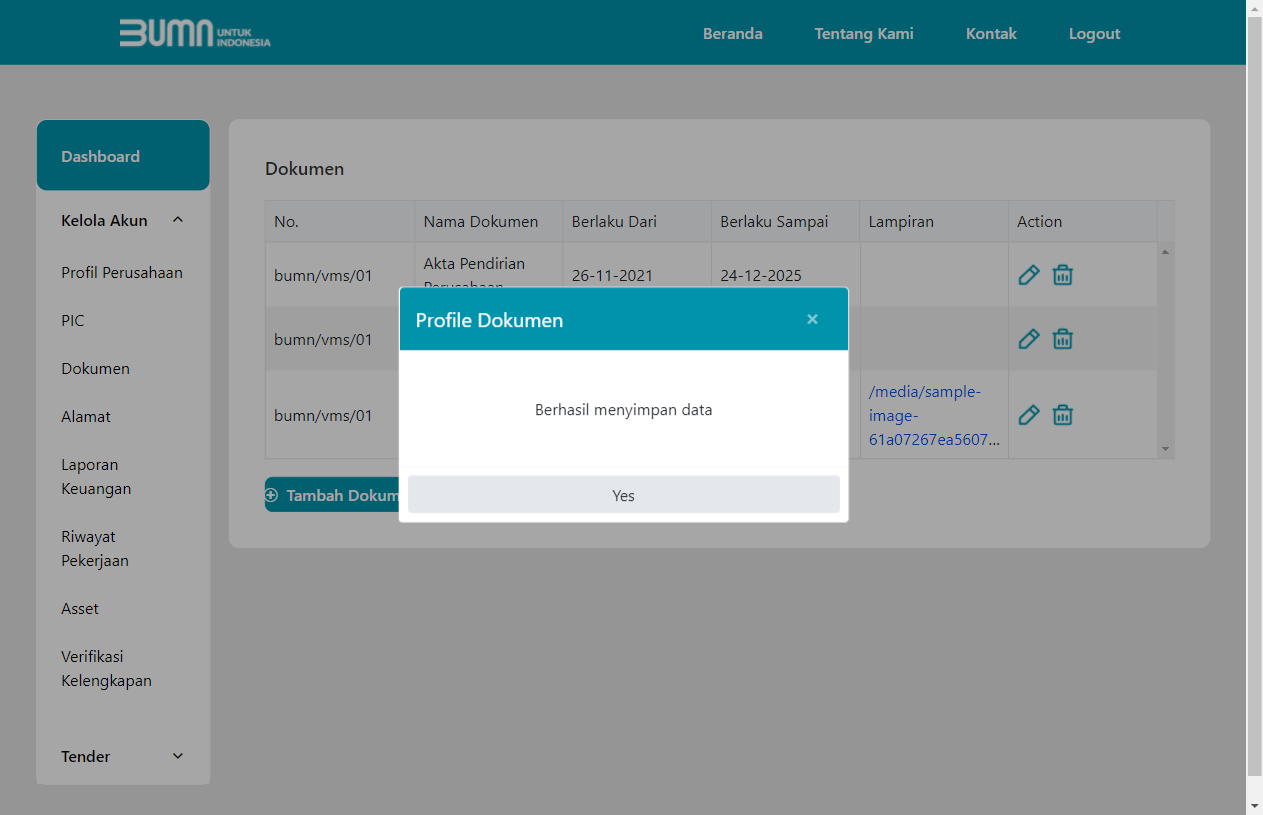 BUMN UNTUK INDONESIA
Beranda Tentang Kami Kontak Logout
Dashboard
Kelola Akun
Profil Perusahaan
PIC
Dokumen
Alamat
Laporan
Keuangan
Riwayat
Pekerjaan
Asset
Verifikasi
Kelengkapan
Tender
Dokumen
No. Nama Dokumen Berlaku Dari Berlaku Sampai Lampiran Action
bumn/vms/01 Akta Pendirian 26-11-2021 24-12-2025
Perusahaan
bumn/vms/01
bumn/vms/01 /media/sample-
image-
61a07267ea5607...
Tambah Dokum
Profile Dokumen ×
Berhasil menyimpan data
Yes